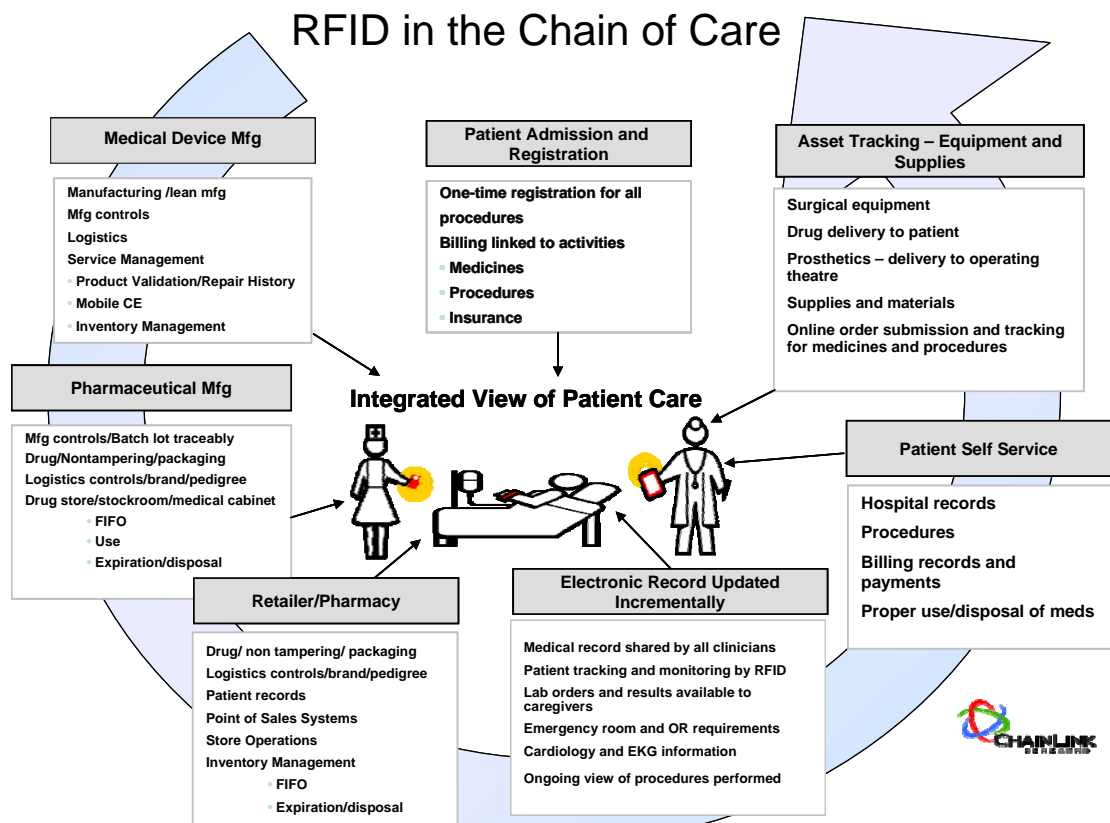 RFID in the Chain of Care
Medical Device Mfg
Manufacturing /lean mfg
Mfg controls
Logistics
Service Management
Product Validation/Repair History
Mobile CE
Inventory Management
Patient Admission and
Registration
One-time registration for all
procedures
Billing linked to activities
Medicines
Procedures
Insurance
Asset Tracking – Equipment and
Supplies
Surgical equipment
Drug delivery to patient
Prosthetics – delivery to operating
theatre
Supplies and materials
Online order submission and tracking
for medicines and procedures
Pharmaceutical Mfg
Mfg controls/Batch lot traceably
Drug/Nontampering/packaging
Logistics controls/brand/pedigree
Drug store/stockroom/medical cabinet
FIFO
Use
Expiration/disposal
Integrated View of Patient Care
Patient Self Service
Hospital records
Procedures
Billing records and
payments
Proper use/disposal of meds
Retailer/Pharmacy
Drug/ non tampering/ packaging
Logistics controls/brand/pedigree
Patient records
Point of Sales Systems
Store Operations
Inventory Management
FIFO
Expiration/disposal
Electronic Record Updated
Incrementally
Medical record shared by all clinicians
Patient tracking and monitoring by RFID
Lab orders and results available to
caregivers
Emergency room and OR requirements
Cardiology and EKG information
Ongoing view of procedures performed
CHAINLINK